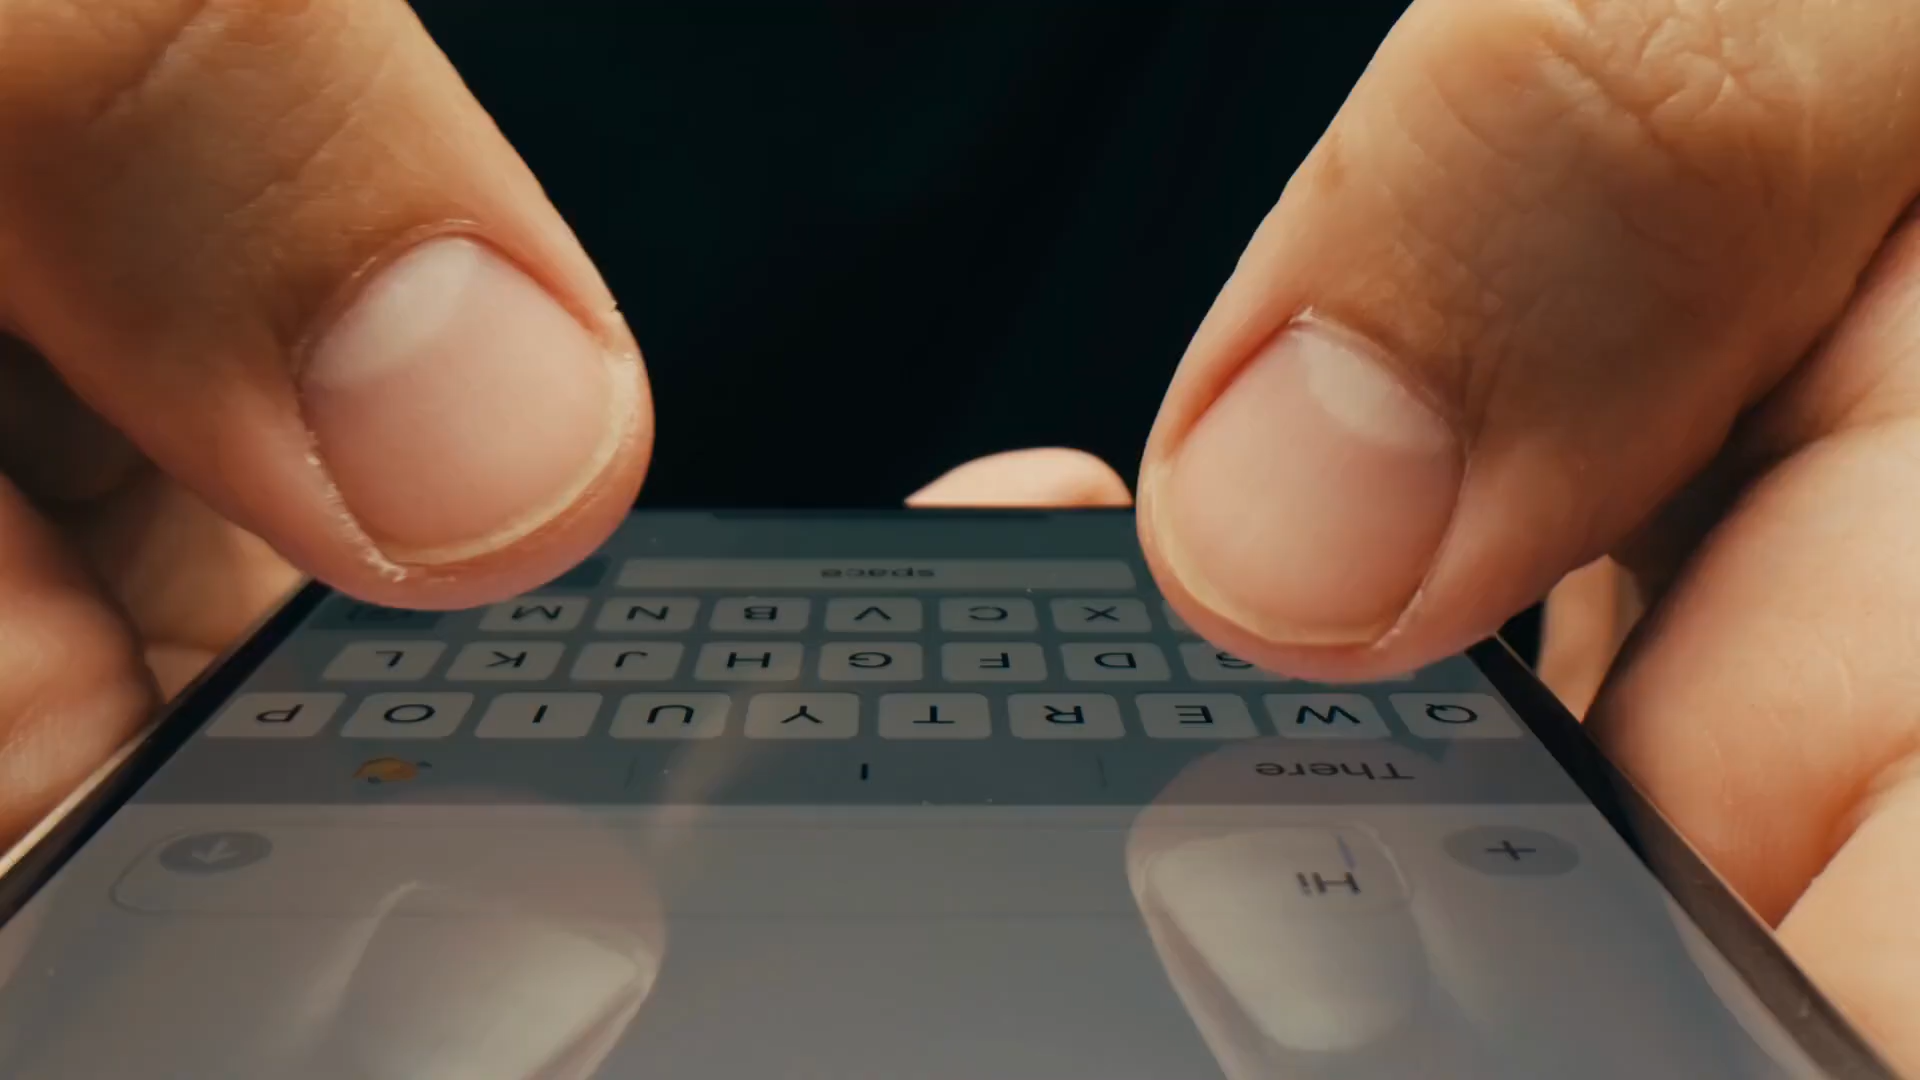 + Hi
There I
Q W E R T Y U I O P
S D F G H J K L
X C V B N M
space